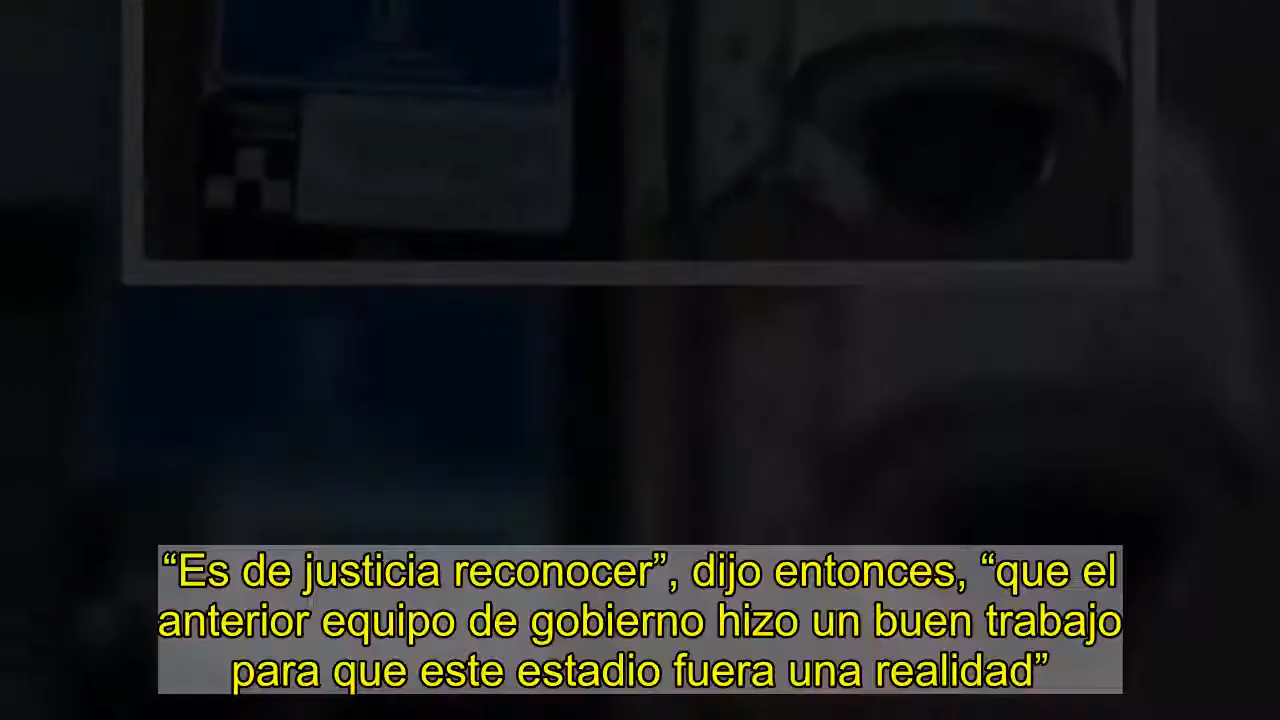 “Es de justicia reconocer”, dijo entonces, “que el
anterior equipo de gobierno hizo un buen trabajo
para que este estadio fuera una realidad”